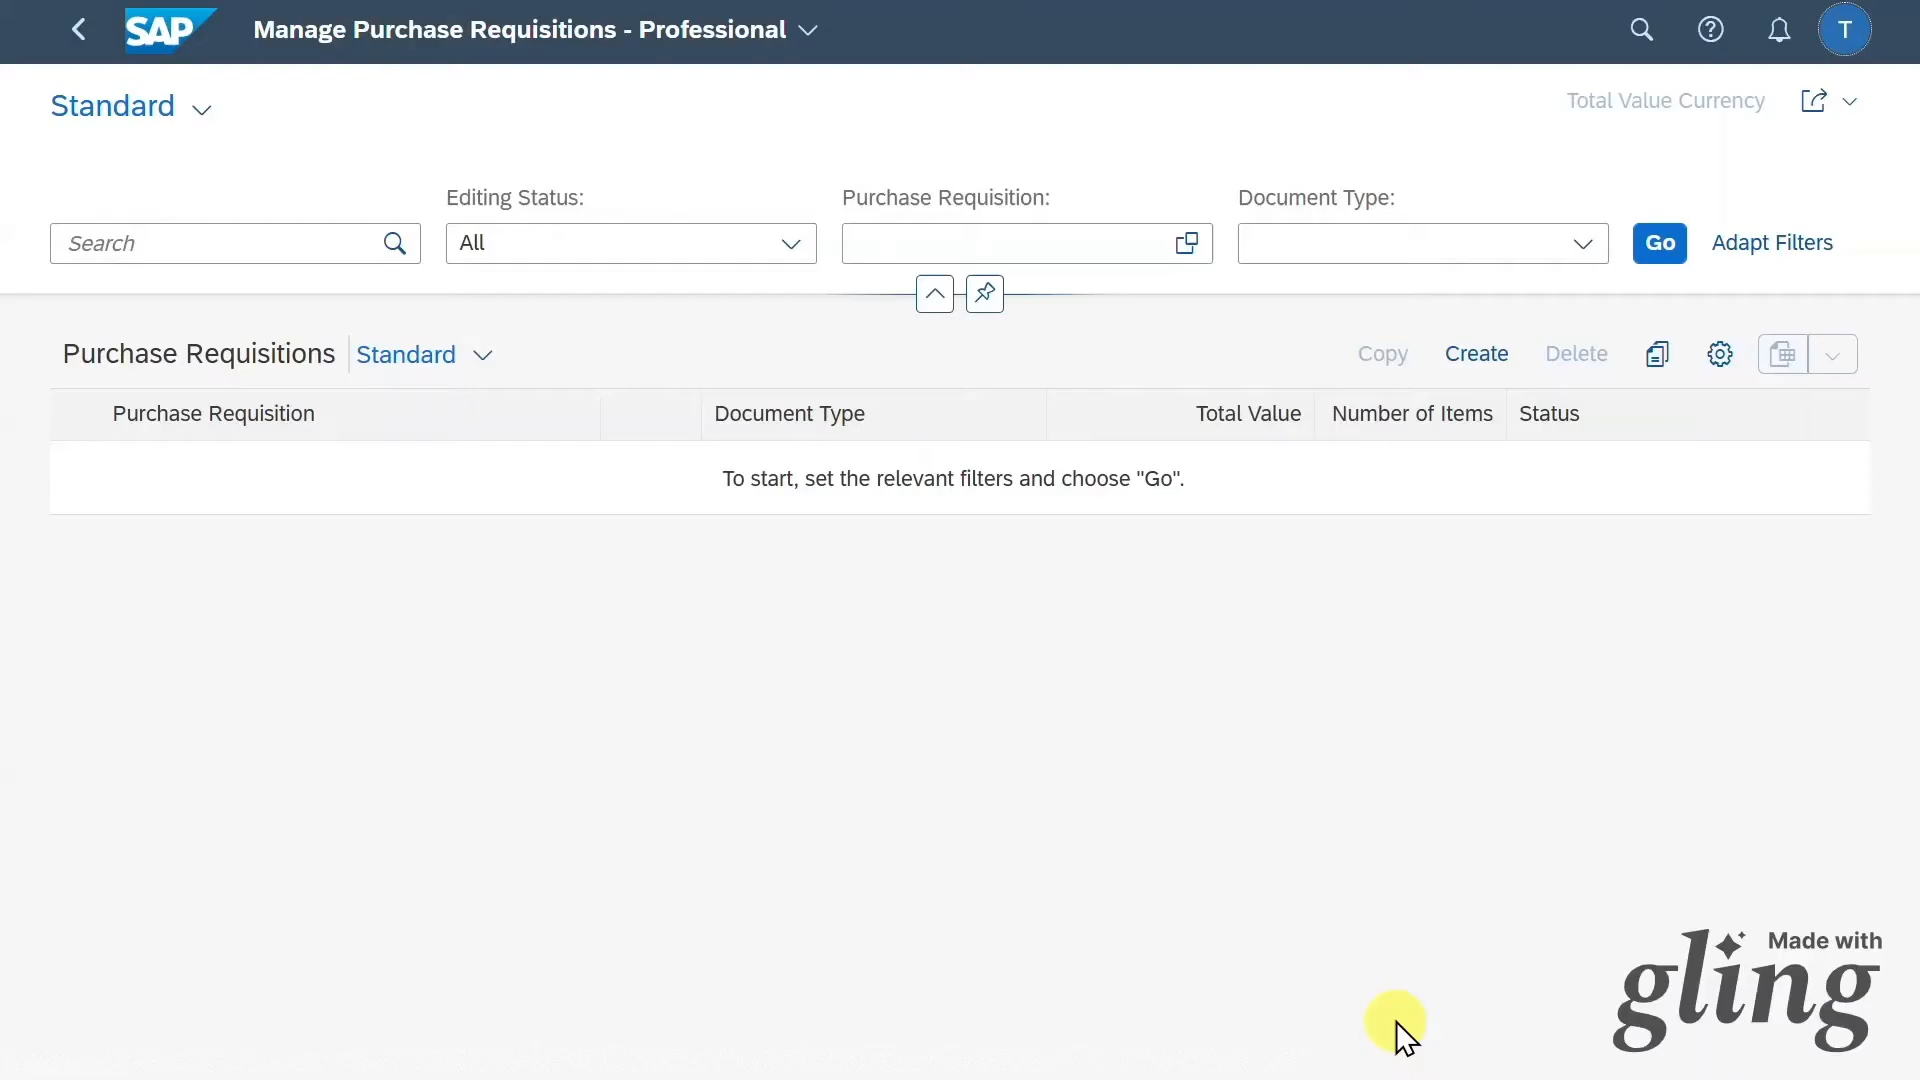 SAP Manage Purchase Requisitions - Professional T
Standard Total Value Currency
Editing Status: Purchase Requisition: Document Type:
Search All Go Adapt Filters
Purchase Requisitions Standard Copy Create Delete
Purchase Requisition Document Type Total Value Number of Items Status
To start, set the relevant filters and choose "Go".
Made with
gling